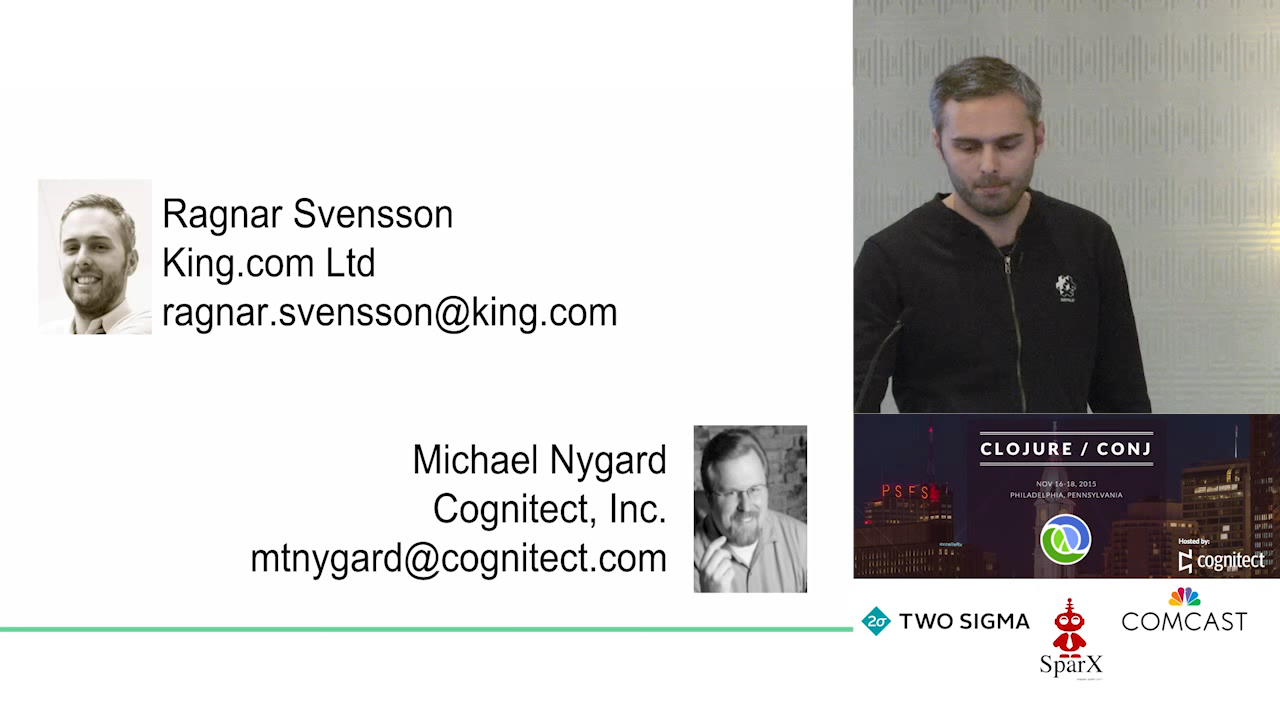 Ragnar Svensson
King.com Ltd
ragnar.svensson@king.com
Michael Nygard
Cognitect, Inc.
mtnygard@cognitect.com
CLOJURE / CONJ
NOV 16-18, 2015
PHILADELPHIA, PENNSYLVANIA
PSFS
Hosted by:
cognitect
2σ TWO SIGMA
SparX
COMCAST